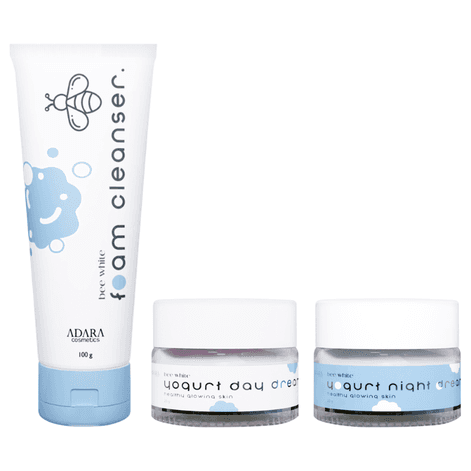 bee white
foam cleanser.
ADARA
cosmetics
100 g
bee white
yogurt day
healthy glowing skin
bee white
yogurt night
healthy glowing skin